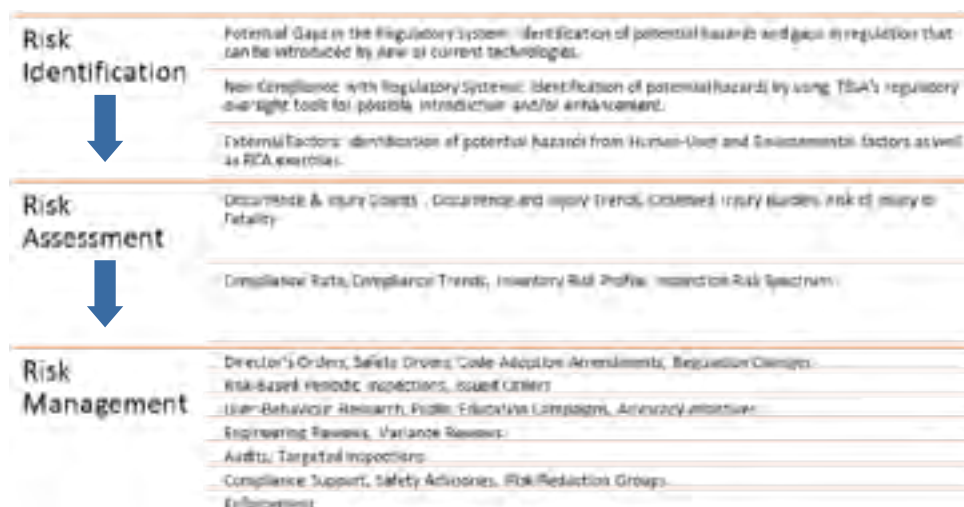 Risk
Identification
Potential Gaps in the Regulatory System: Identification of potential hazards and gaps in regulation that
can be introduced by new or current technologies.
Non-Compliance with Regulatory Systems: Identification of potential hazards by using TSSA's regulatory
oversight tools for possible introduction and/or enhancement.
External Factors: Identification of potential hazards from Human-User and Environmental factors as well
as RCA exercises.
Risk
Assessment
Occurrence & Injury Counts, Occurrence and Injury Trends, Observed Injury Burden, Risk of Injury or
Fatality
Compliance Rate, Compliance Trends, Inventory Risk Profile, Inspection Risk Spectrum
Risk
Management
Director's Orders, Safety Orders, Code Adoption Amendments, Regulation Changes
Risk-Based Periodic Inspections, Issued Orders
User-Behaviour Research, Public Education Campaigns, Advocacy
Engineering Reviews, Variance Reviews
Audits, Targeted Inspections
Compliance Support, Safety Advisories, Risk Reduction Groups
Enforcement